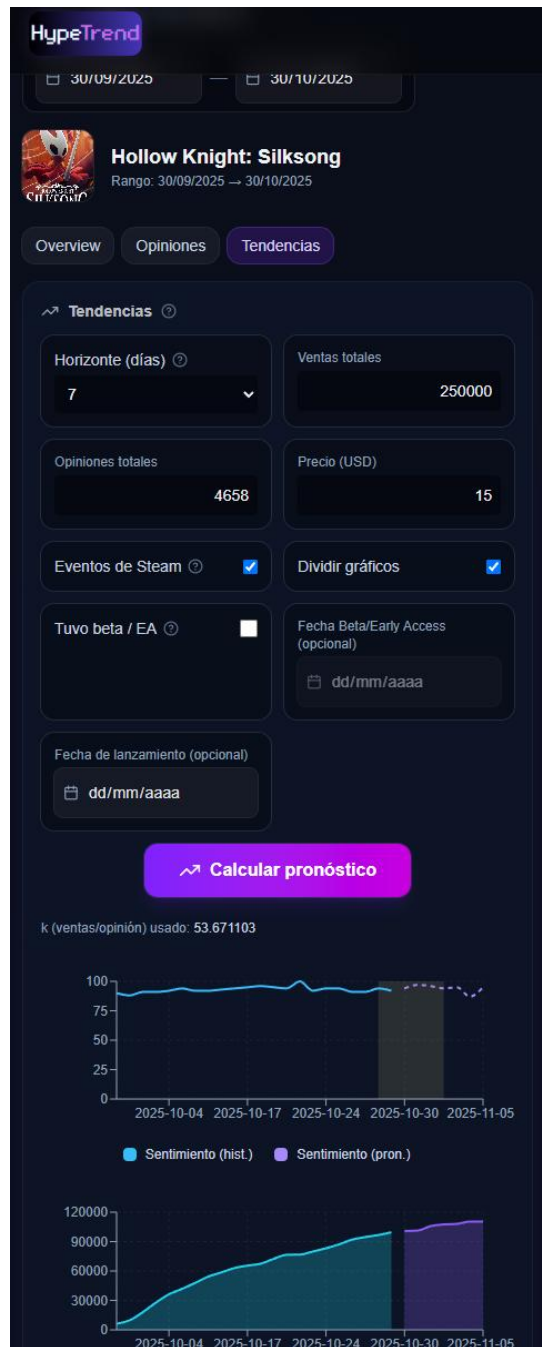 HypeTrend
30/09/2025 — 30/10/2025
Hollow Knight: Silksong
Rango: 30/09/2025 → 30/10/2025
SILKSONG
Overview Opiniones Tendencias
Tendencias
Horizonte (días)
7
Ventas totales
250000
Opiniones totales
4658
Precio (USD)
15
Eventos de Steam
Dividir gráficos
Tuvo beta / EA
Fecha Beta/Early Access
(opcional)
dd/mm/aaaa
Fecha de lanzamiento (opcional)
dd/mm/aaaa
Calcular pronóstico
k (ventas/opinión) usado: 53.671103
100
75
50
25
0
2025-10-04 2025-10-17 2025-10-24 2025-10-30 2025-11-05
Sentimiento (hist.) Sentimiento (pron.)
120000
90000
60000
30000
0
2025-10-04 2025-10-17 2025-10-24 2025-10-30 2025-11-05